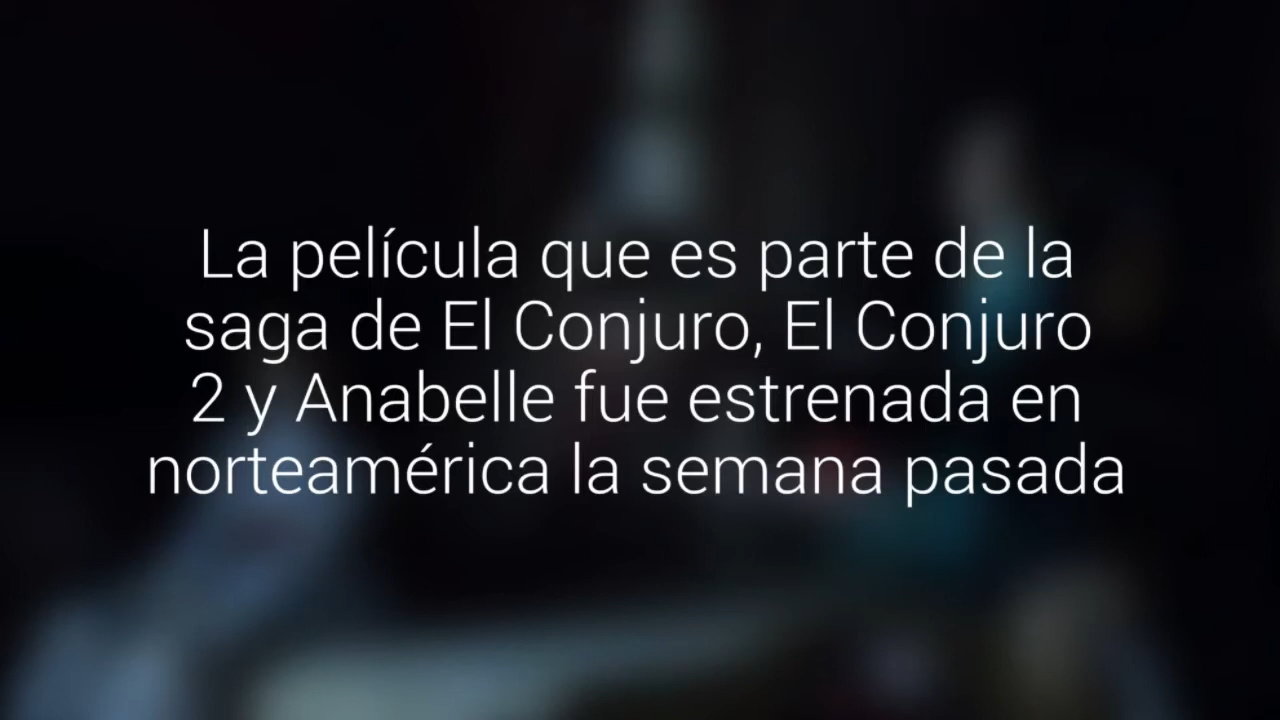 La película que es parte de la
saga de El Conjuro, El Conjuro
2 y Anabelle fue estrenada en
norteamérica la semana pasada